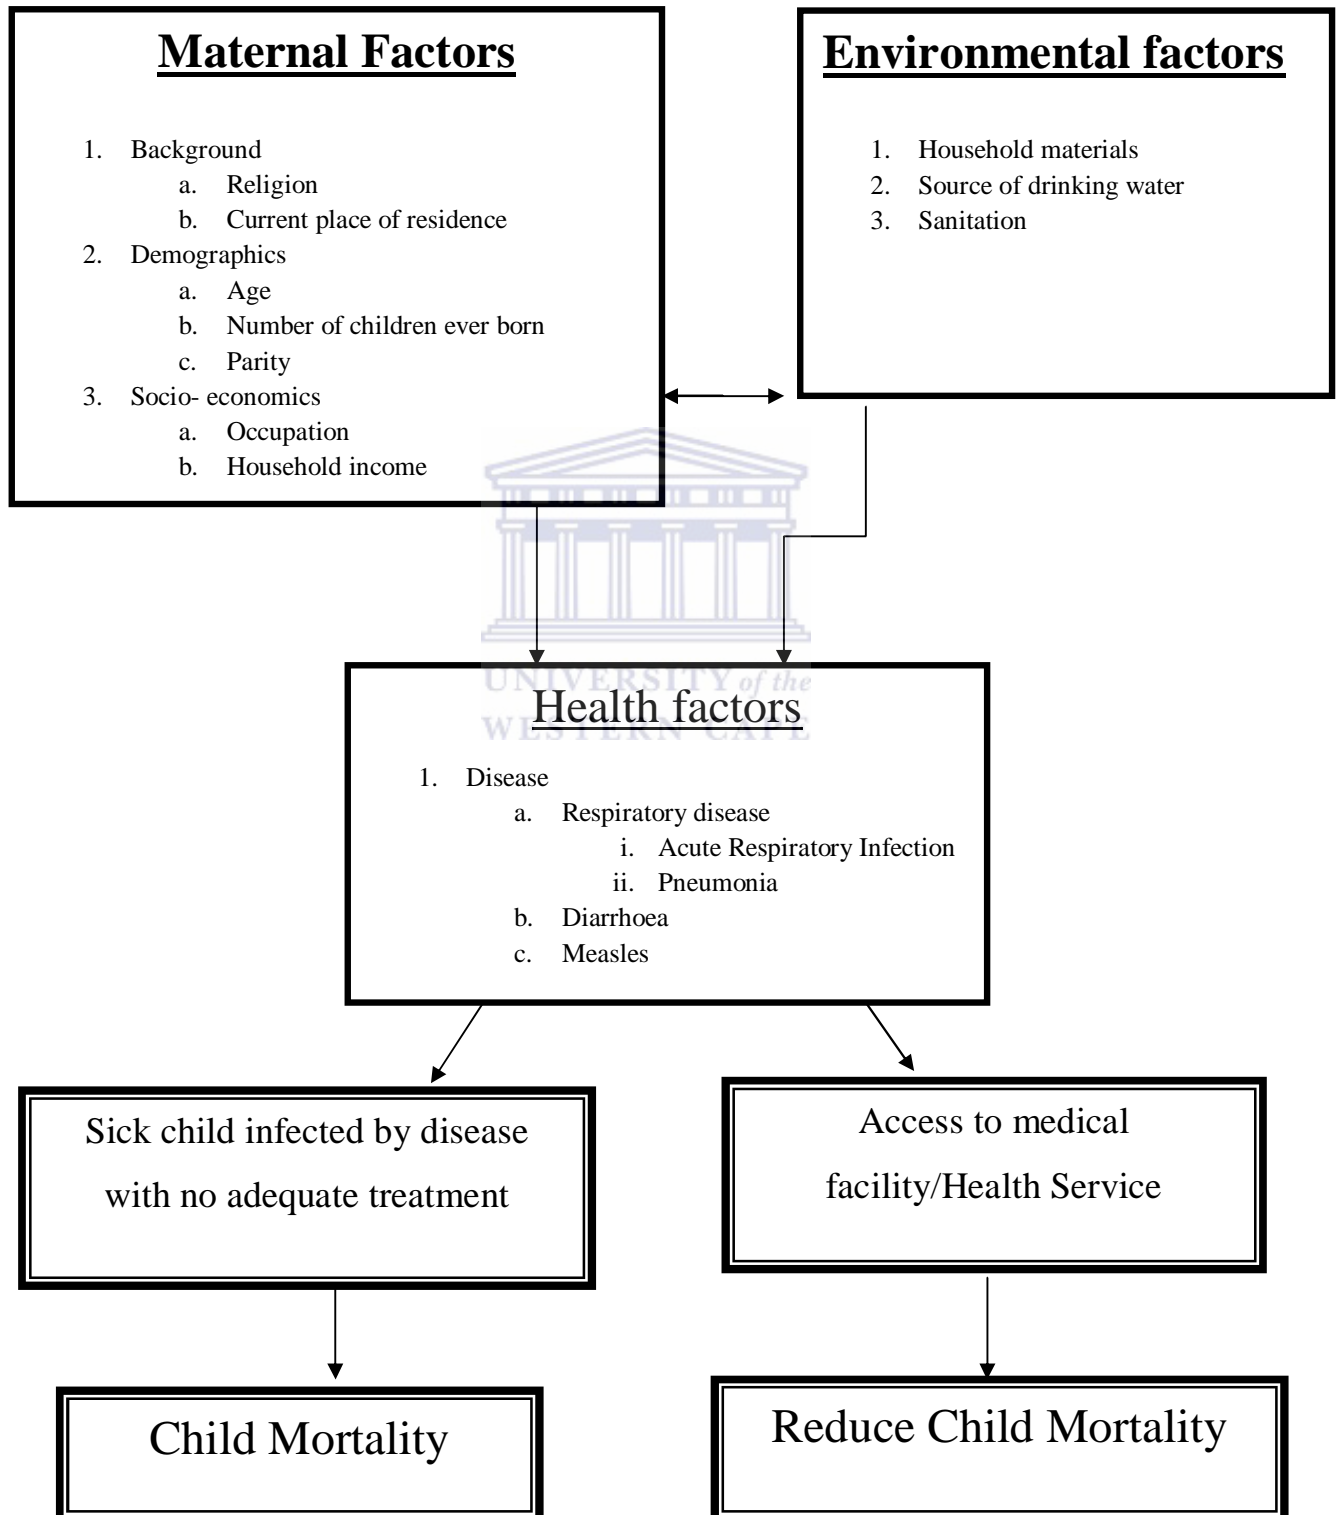 Maternal Factors
1. Background
a. Religion
b. Current place of residence
2. Demographics
a. Age
b. Number of children ever born
c. Parity
3. Socio- economics
a. Occupation
b. Household income
Environmental factors
1. Household materials
2. Source of drinking water
3. Sanitation
UNIVERSITY of the
WESTERN CAPE
Health factors
1. Disease
a. Respiratory disease
i. Acute Respiratory Infection
ii. Pneumonia
b. Diarrhoea
c. Measles
Sick child infected by disease
with no adequate treatment
Access to medical
facility/Health Service
Child Mortality
Reduce Child Mortality